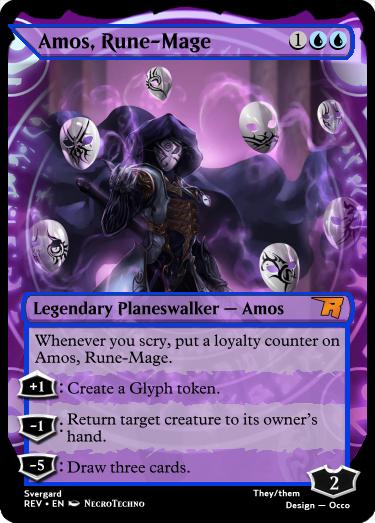 Amos, Rune-Mage 1
Legendary Planeswalker — Amos
Whenever you scry, put a loyalty counter on
Amos, Rune-Mage.
+1: Create a Glyph token.
-1: Return target creature to its owner's
hand.
-5: Draw three cards.
2
Svergard They/them
REV • EN NecroTechno Design — Occo